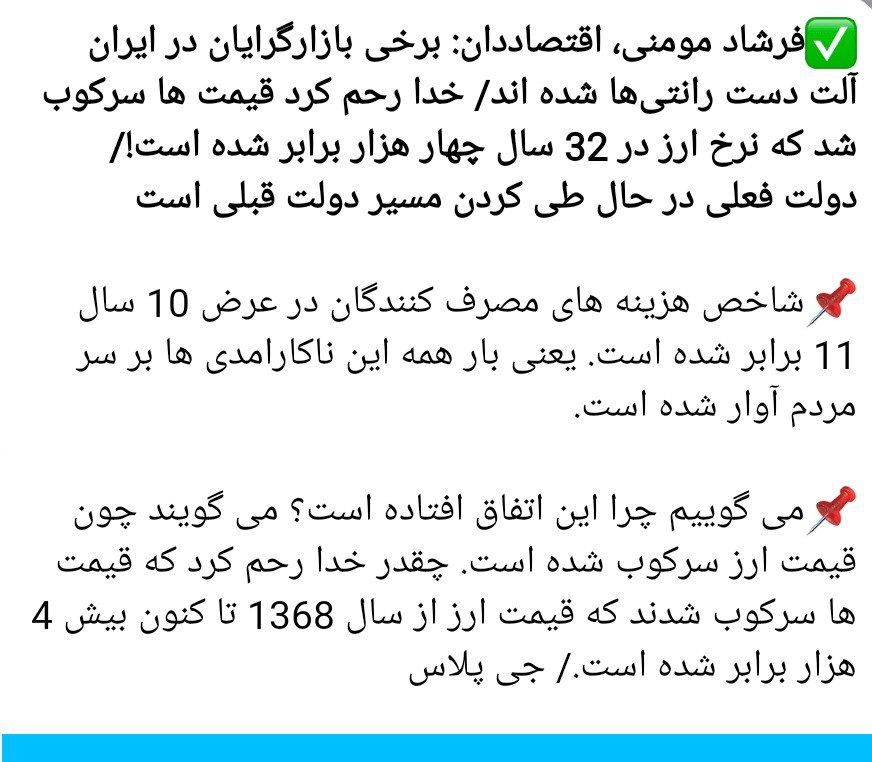 ✅فرشاد مومنی، اقتصاددان: برخی بازارگرایان در ایران
آلت دست رانتی‌ها شده اند/ خدا رحم کرد قیمت ها سرکوب
شد که نرخ ارز در 32 سال چهار هزار برابر شده است!/
دولت فعلی در حال طی کردن مسیر دولت قبلی است
📌شاخص هزینه های مصرف کنندگان در عرض 10 سال
11 برابر شده است. یعنی بار همه این ناکارامدی ها بر سر
مردم آوار شده است.
📌می گوییم چرا این اتفاق افتاده است؟ می گویند چون
قیمت ارز سرکوب شده است. چقدر خدا رحم کرد که قیمت
ها سرکوب شدند که قیمت ارز از سال 1368 تا کنون بیش 4
هزار برابر شده است./ جی پلاس